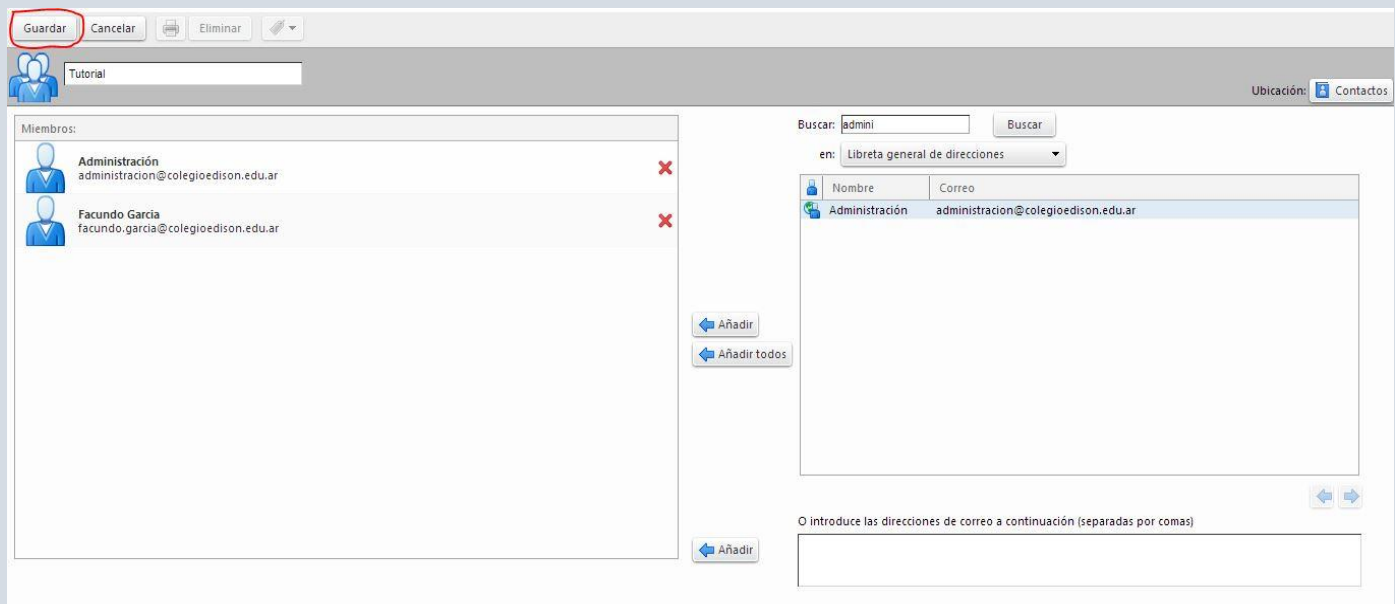 Guardar Cancelar Eliminar
Tutorial
Ubicación: Contactos
Miembros:
Administración
administracion@colegioedison.edu.ar
Facundo Garcia
facundo.garcia@colegioedison.edu.ar
Buscar: admini Buscar
en: Libreta general de direcciones
Nombre Correo
Administración administracion@colegioedison.edu.ar
Añadir
Añadir todos
O introduce las direcciones de correo a continuación (separadas por comas)
Añadir